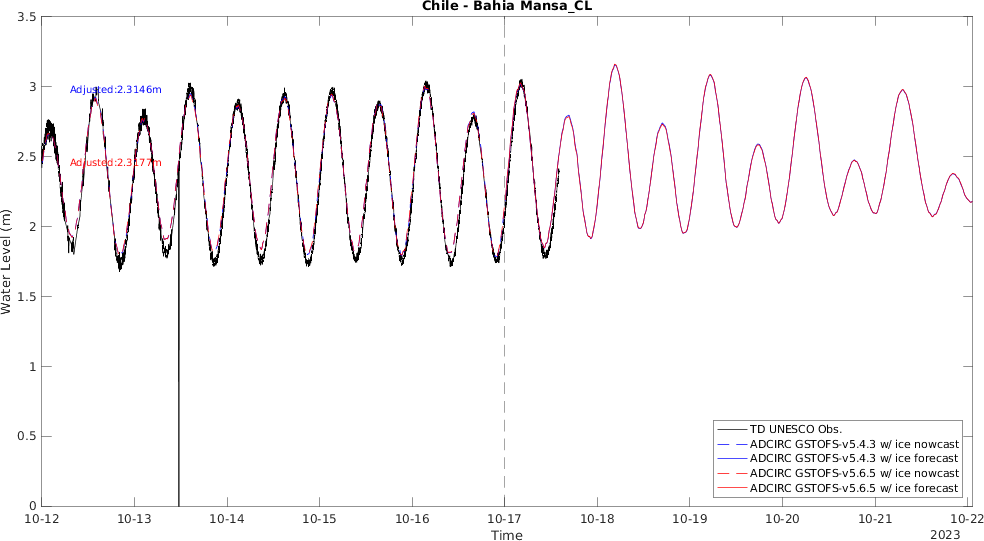 Chile - Bahia Mansa_CL
3.5
3
2.5
2
1.5
1
0.5
0
Water Level (m)
Adjusted:2.3146m
Adjusted:2.3177m
TD UNESCO Obs.
ADCIRC GSTOFS-v5.4.3 w/ ice nowcast
ADCIRC GSTOFS-v5.4.3 w/ ice forecast
ADCIRC GSTOFS-v5.6.5 w/ ice nowcast
ADCIRC GSTOFS-v5.6.5 w/ ice forecast
10-12 10-13 10-14 10-15 10-16 10-17 10-18 10-19 10-20 10-21 10-22
Time
2023